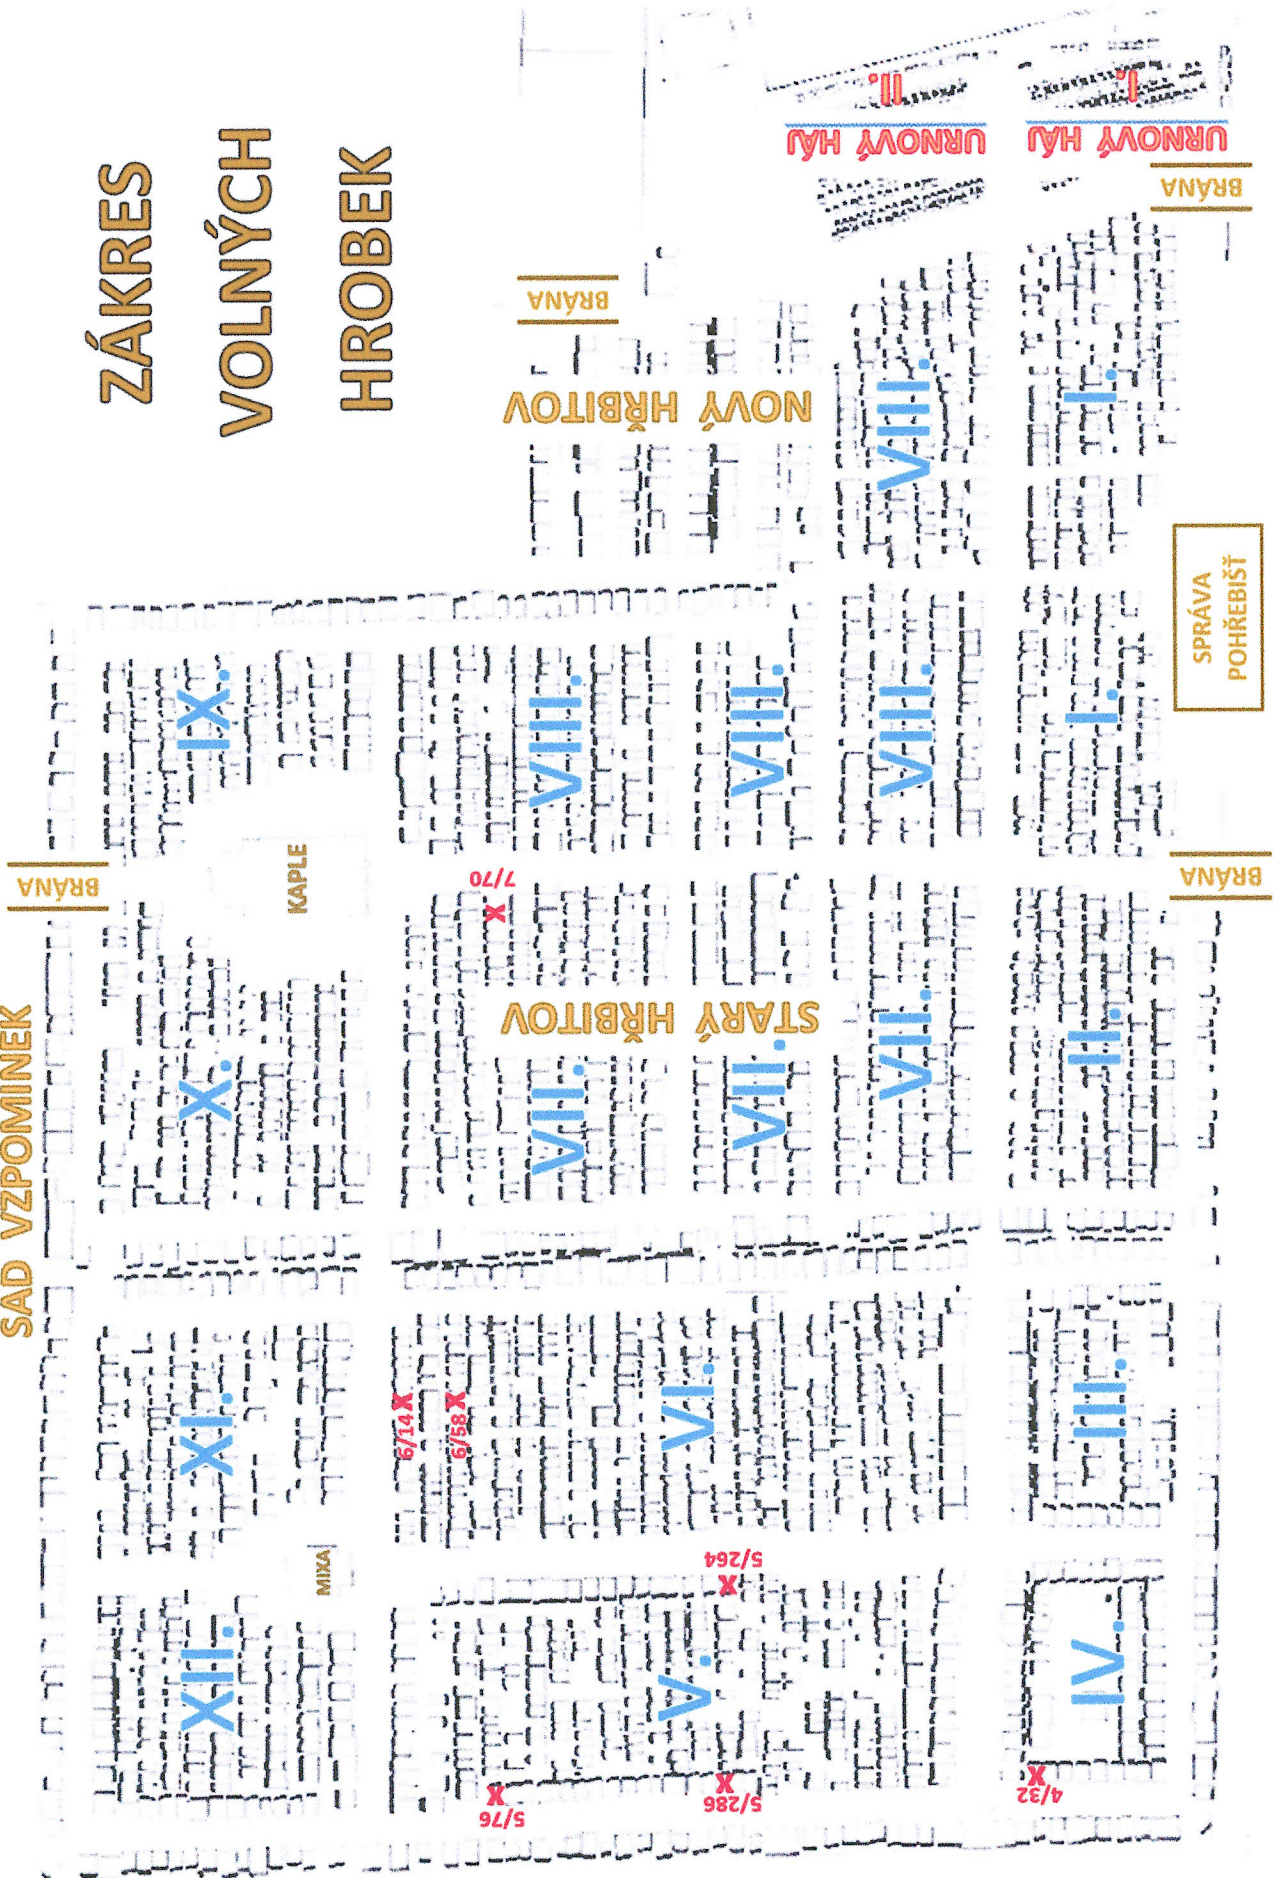 ZÁKRES
VOLNÝCH
HROBEK
SAD VZPOMÍNEK
BRÁNA
URNOVÝ HÁJ
II.
URNOVÝ HÁJ
I.
BRÁNA
BRÁNA
NOVÝ HŘBITOV
VIII.
I.
SPRÁVA
POHŘEBIŠŤ
IX.
VIII.
VIII.
VIII.
I.
KAPLE
BRÁNA
7/70
X
STARÝ HŘBITOV
X.
VII.
VII.
VII.
II.
XI.
6/14 X
6/58 X
VI.
III.
MIXA
XII.
5/264
X
V.
IV.
X
5/76
X
5/286
X
4/32